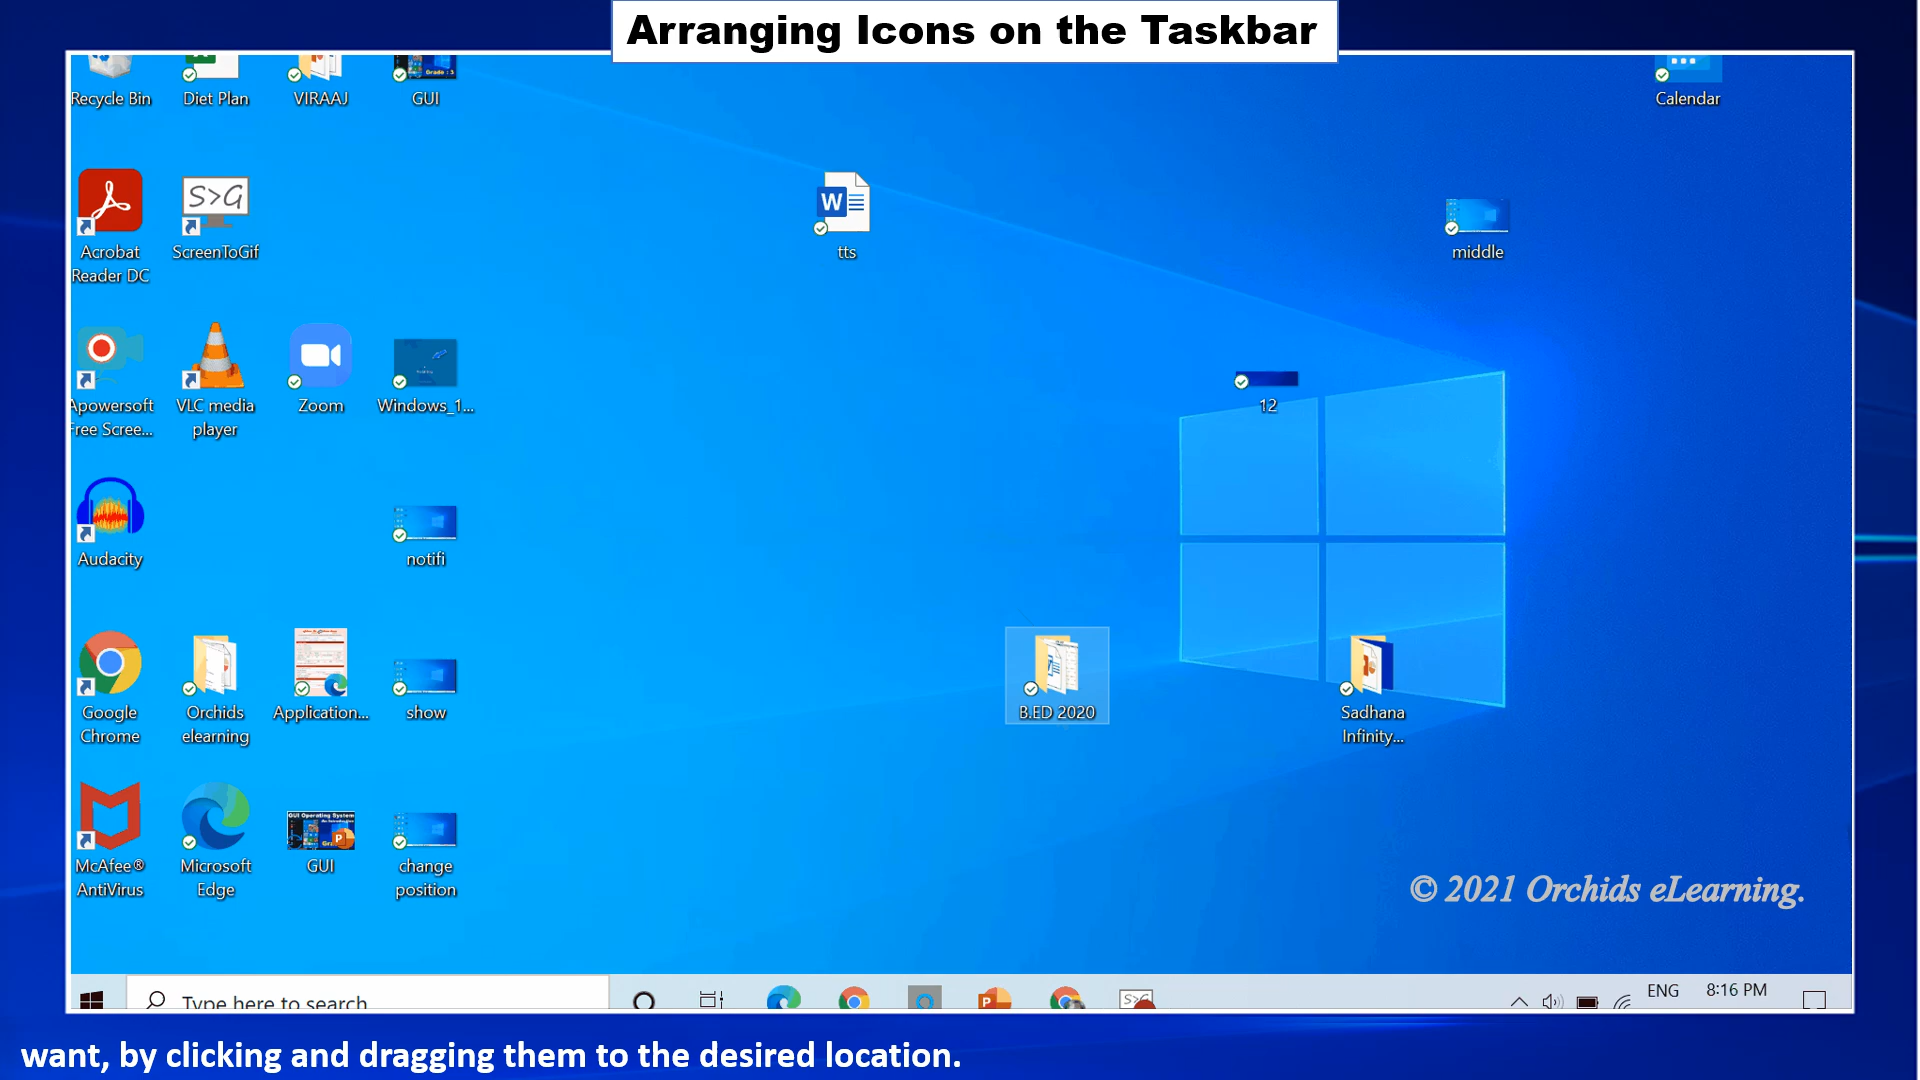 Arranging Icons on the Taskbar
Recycle Bin
Diet Plan
VIRAAJ
GUI
Calendar
Acrobat
Reader DC
ScreenToGif
tts
middle
Apowersoft
Free Scree...
VLC media
player
Zoom
Windows_1...
12
Audacity
notifi
Google
Chrome
Orchids
elearning
Application...
show
B.ED 2020
Sadhana
Infinity...
McAfee®
AntiVirus
Microsoft
Edge
GUI
change
position
© 2021 Orchids eLearning.
Type here to search
ENG
8:16 PM
want, by clicking and dragging them to the desired location.